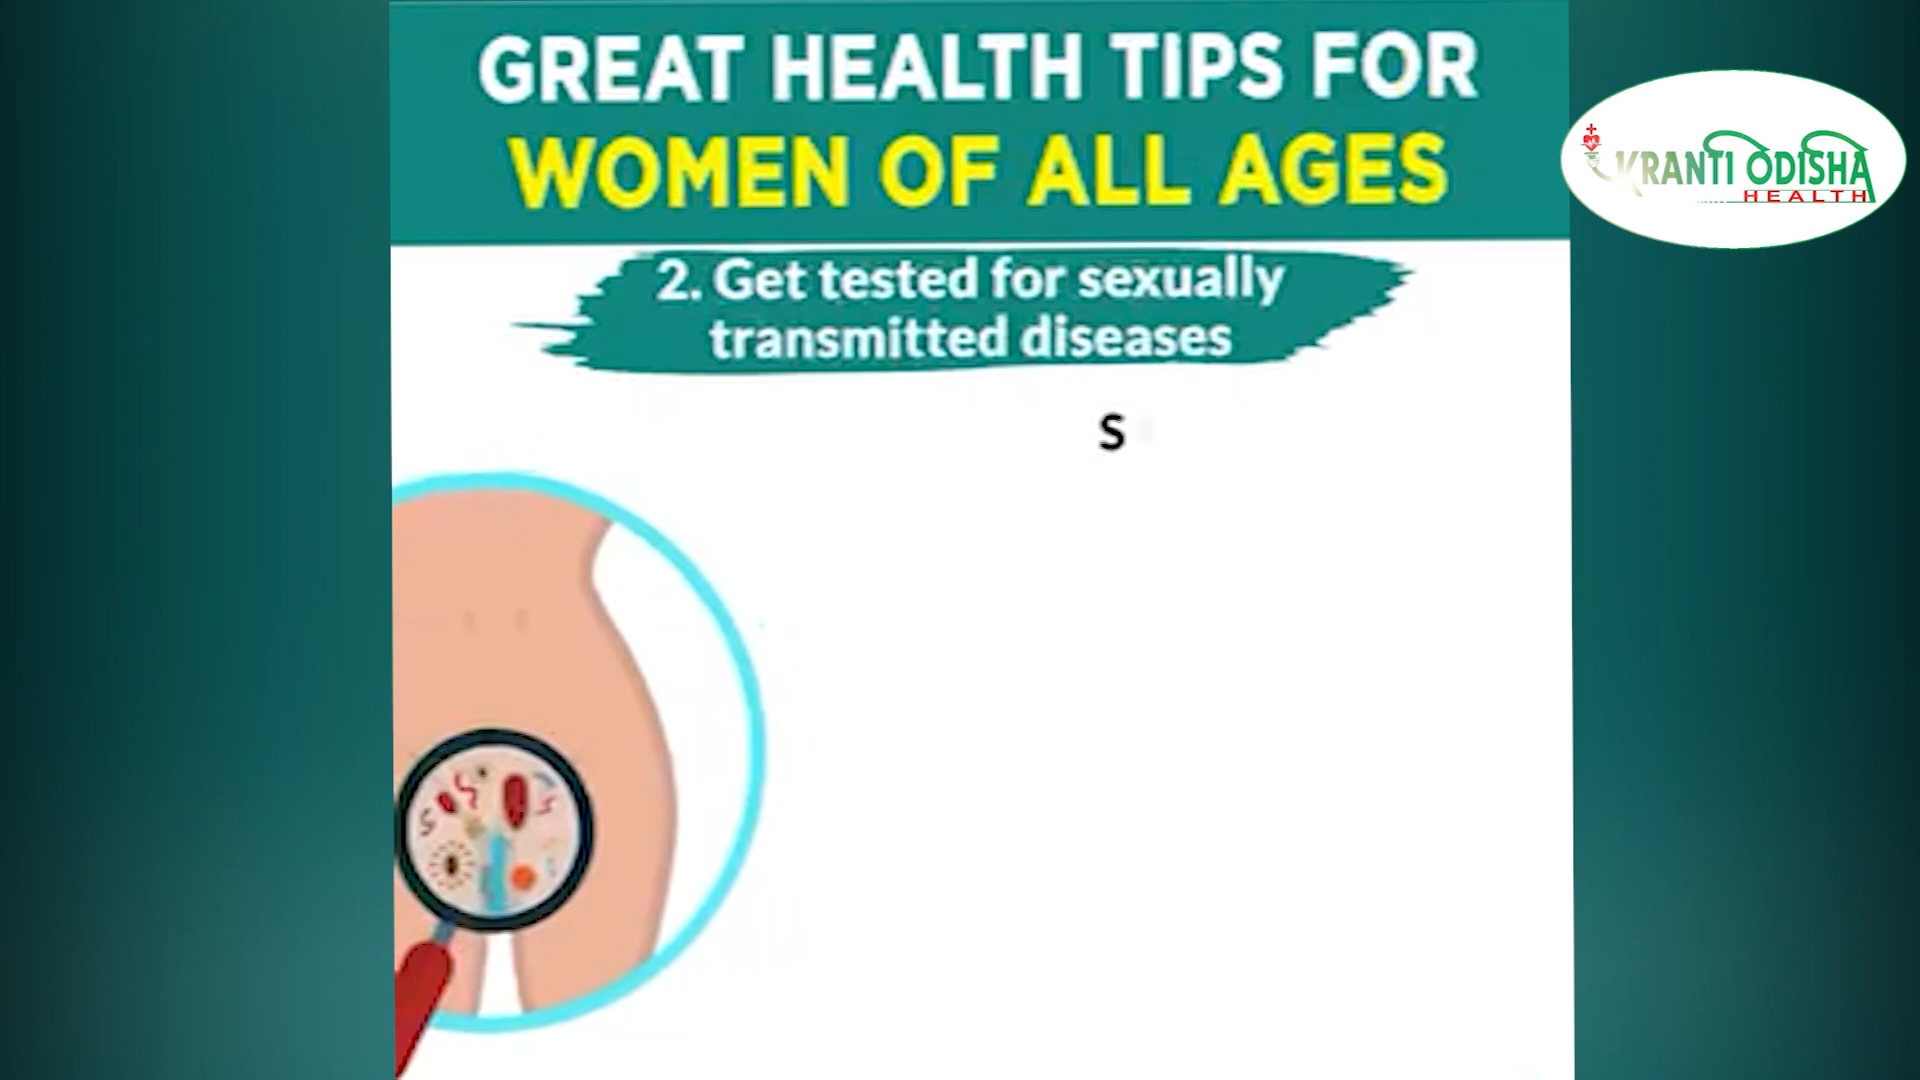 GREAT HEALTH TIPS FOR
WOMEN OF ALL AGES
KRANTI ODISHA
HEALTH
2. Get tested for sexually
transmitted diseases
S